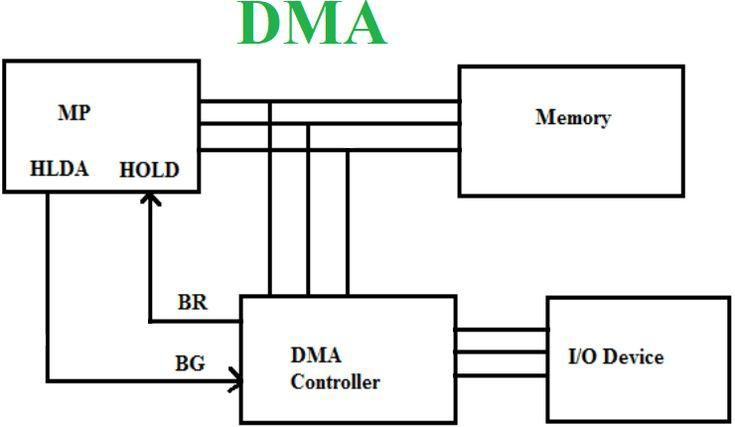 DMA
MP
HLDA HOLD
Memory
BR
BG
DMA
Controller
I/O Device